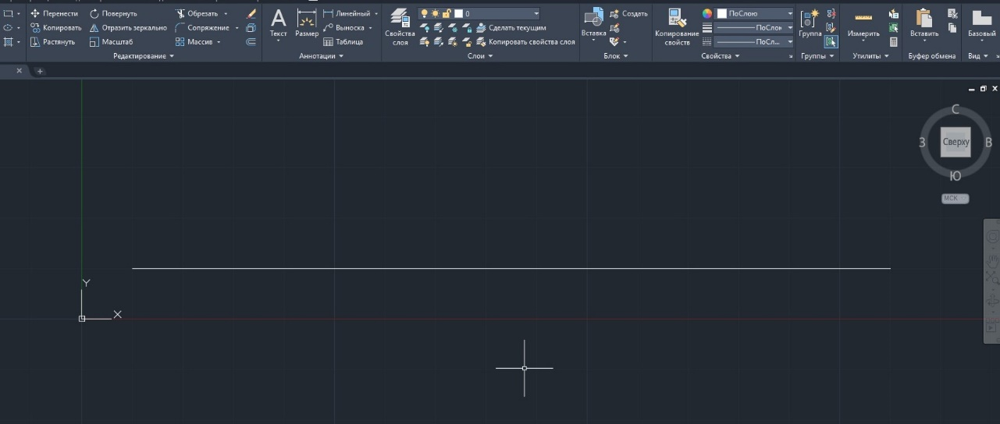 Перенести Повернуть Обрезать Линейный 0 Создать ПоСлою
Копировать Отразить зеркально Сопряжение Текст Размер Выноска Свойства слоя Сделать текущим Вставка Копирование свойств ПоСлою Группа Измерить Вставить Базовый
Растянуть Масштаб Массив Таблица Копировать свойства слоя ПоСл...
Редактирование Аннотации Слои Блок Свойства Группы Утилиты Буфер обмена Вид
С
З Сверху В
Ю
МСК
Y
X